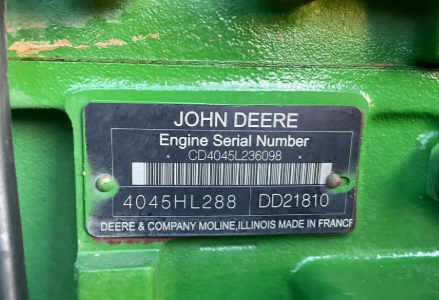 JOHN DEERE
Engine Serial Number
CD4045L236098
4045HL288 DD21810
DEERE & COMPANY MOLINE,ILLINOIS MADE IN FRANCE